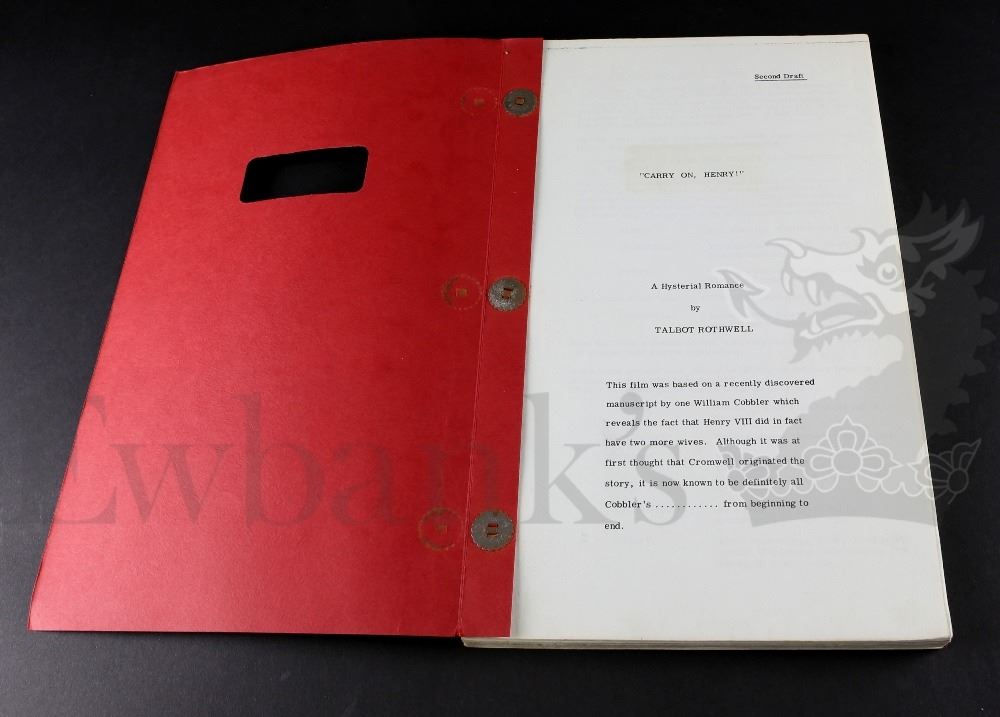 Second Draft
"CARRY ON, HENRY!"
A Hysterial Romance
by
TALBOT ROTHWELL
This film was based on a recently discovered
manuscript by one William Cobbler which
reveals the fact that Henry VIII did in fact
have two more wives. Although it was at
first thought that Cromwell originated the
story, it is now known to be definitely all
Cobbler's ............ from beginning to
end.
Ewbank's